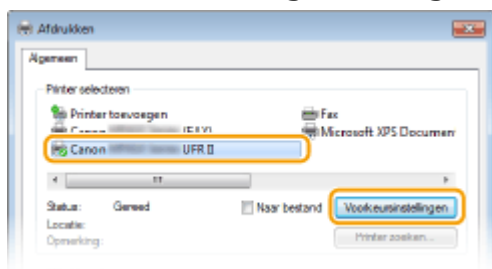 Afdrukken
Algemeen
Printer selecteren
Printer toevoegen
Fax
Canon (FAX)
Microsoft XPS Documen
Canon UFR II
Status: Gereed
Naar bestand
Voorkeursinstellingen
Locatie:
Opmerking:
Printer zoeken...